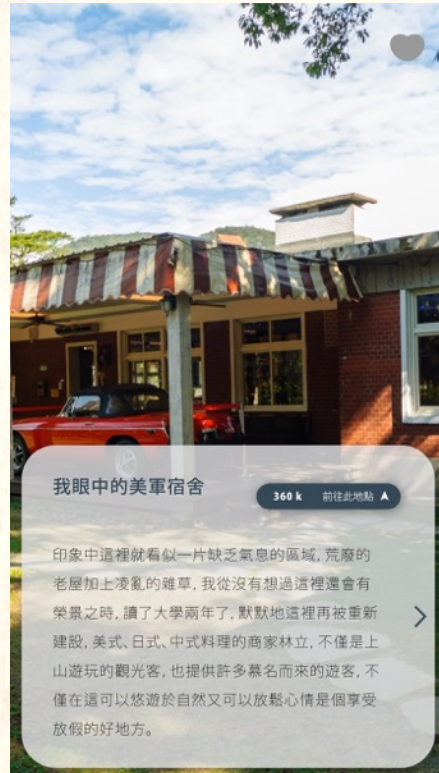 我眼中的美軍宿舍
360 k 前往此地點
印象中這裡就看似一片缺乏氣息的區域, 荒廢的
老屋加上凌亂的雜草, 我從沒有想過這裡還會有
榮景之時, 讀了大學兩年了, 默默地這裡再被重新
建設, 美式、日式、中式料理的商家林立, 不僅是上
山遊玩的觀光客, 也提供許多慕名而來的遊客, 不
僅在這可以悠遊於自然又可以放鬆心情是個享受
放假的好地方。